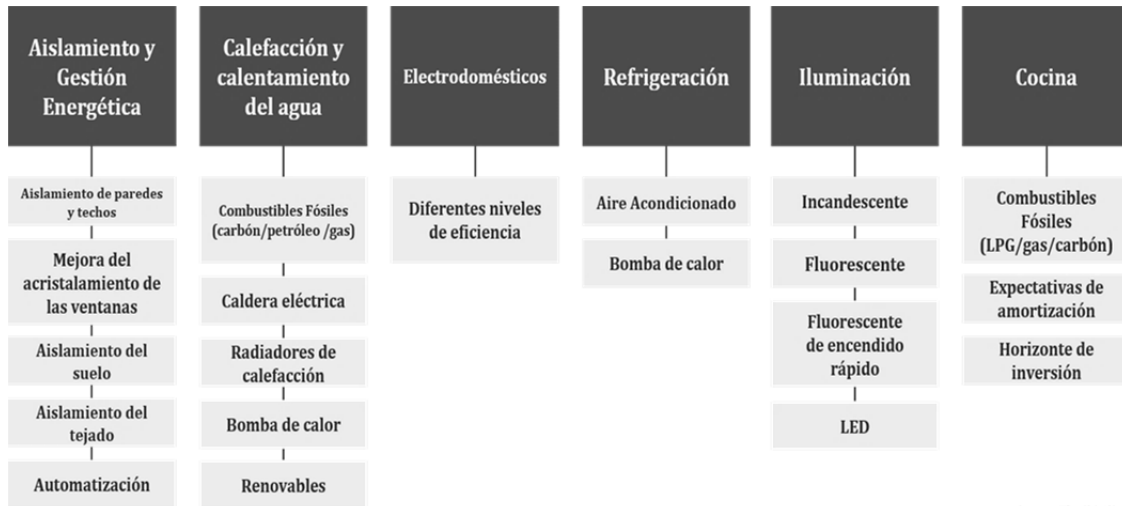 Aislamiento y
Gestión
Energética
Aislamiento de paredes
y techos
Mejora del
acristalamiento de
las ventanas
Aislamiento del
suelo
Aislamiento del
tejado
Automatización
Calefacción y
calentamiento
del agua
Combustibles Fósiles
(carbón/petróleo /gas)
Caldera eléctrica
Radiadores de
calefacción
Bomba de calor
Renovables
Electrodomésticos
Diferentes niveles
de eficiencia
Refrigeración
Aire Acondicionado
Bomba de calor
Iluminación
Incandescente
Fluorescente
Fluorescente
de encendido
rápido
LED
Cocina
Combustibles
Fósiles
(LPG/gas/carbón)
Expectativas de
amortización
Horizonte de
inversión